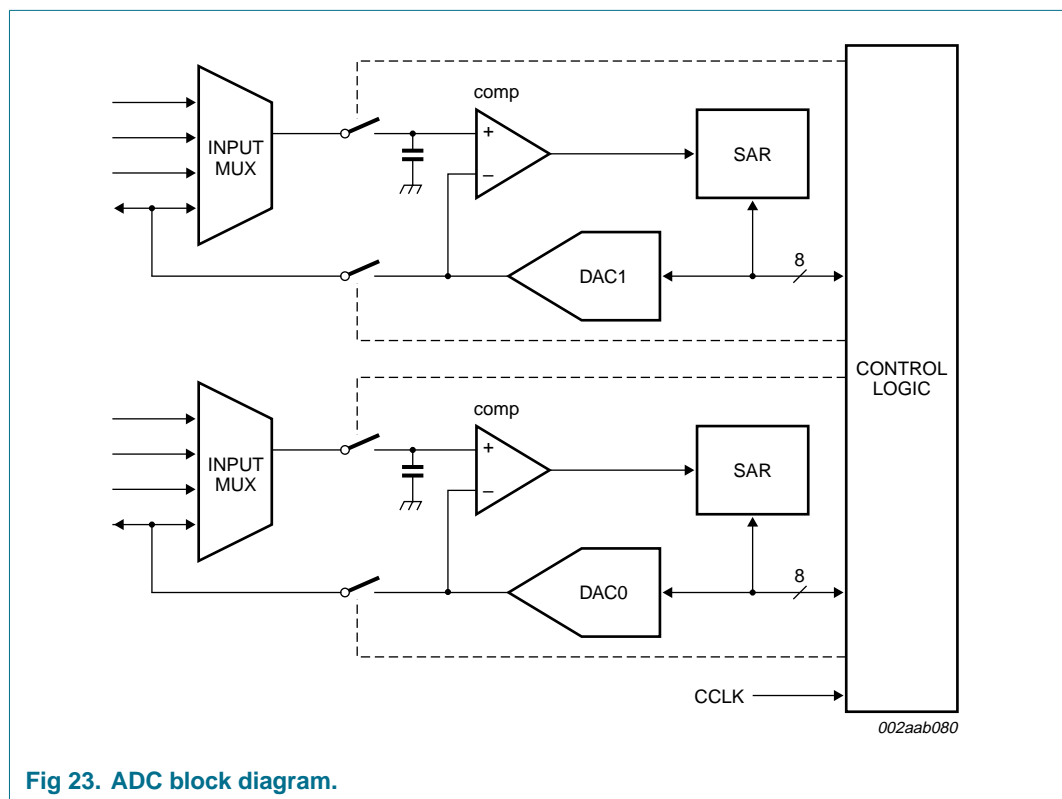 comp
INPUT
MUX
+
–
SAR
DAC1
8
CONTROL
LOGIC
comp
INPUT
MUX
+
–
SAR
DAC0
8
CCLK
002aab080
Fig 23. ADC block diagram.